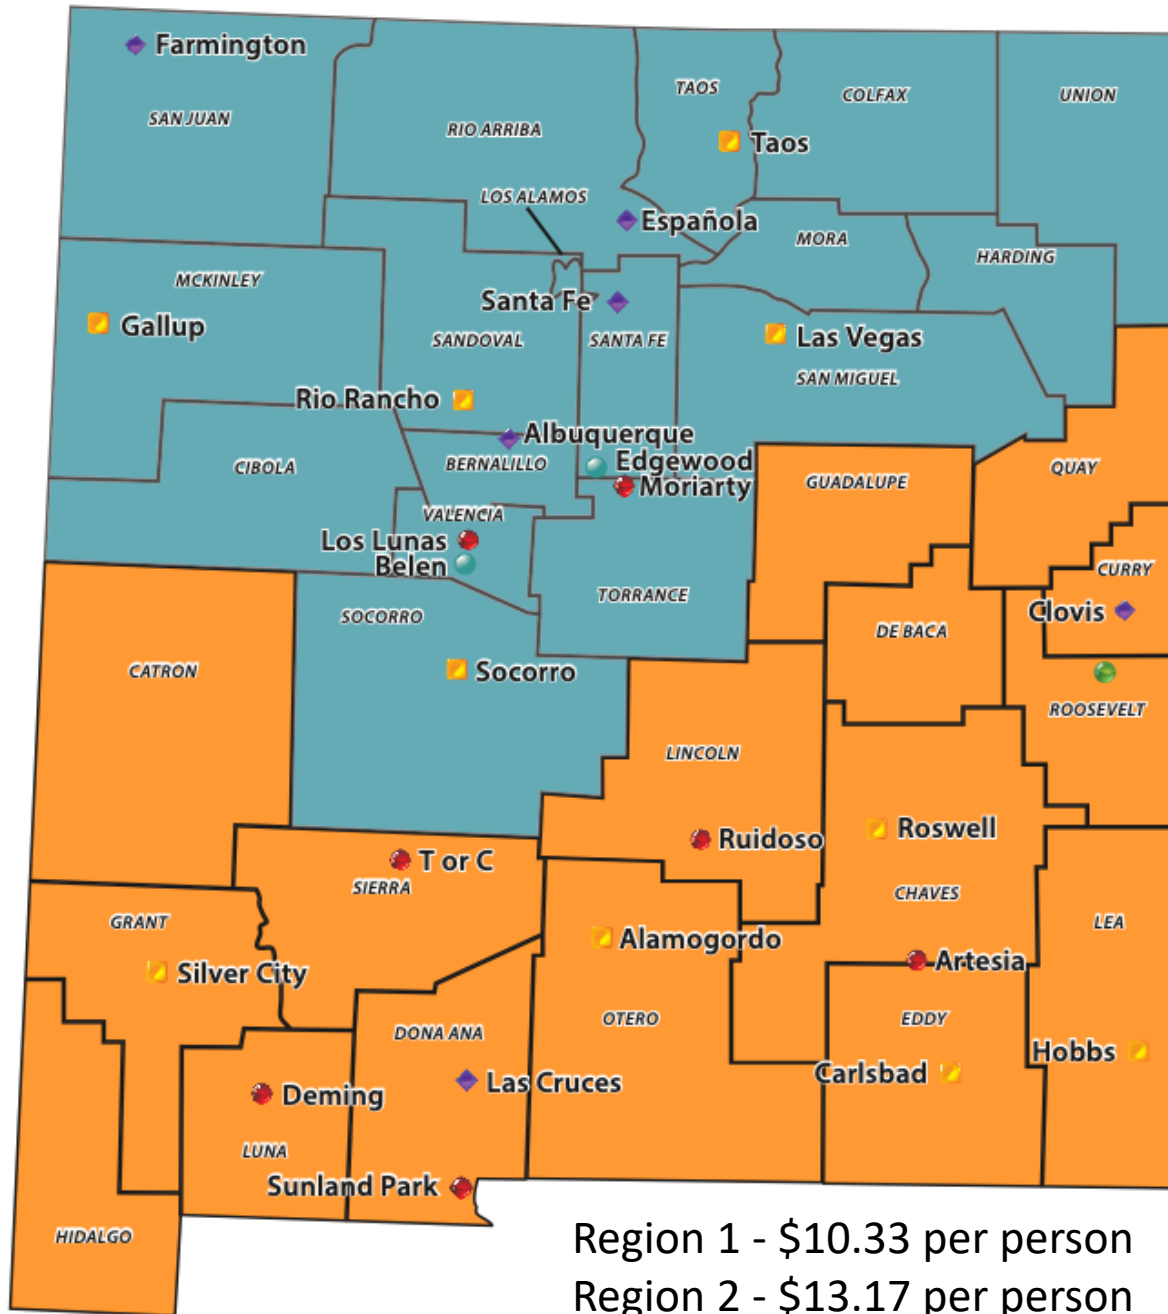 Farmington
SAN JUAN
RIO ARRIBA
TAOS
COLFAX
UNION
Taos
LOS ALAMOS
Española
MORA
HARDING
MCKINLEY
Gallup
Santa Fe
SANDOVAL
SANTA FE
Las Vegas
SAN MIGUEL
Rio Rancho
Albuquerque
BERNALILLO
Edgewood
Moriarty
CIBOLA
GUADALUPE
QUAY
VALENCIA
Los Lunas
Belen
TORRANCE
CURRY
Clovis
SOCORRO
DE BACA
CATRON
Socorro
ROOSEVELT
LINCOLN
Ruidoso
Roswell
T or C
SIERRA
CHAVES
GRANT
LEA
Silver City
Alamogordo
Artesia
DONA ANA
OTERO
EDDY
Hobbs
Carlsbad
Las Cruces
Deming
LUNA
Sunland Park
HIDALGO
Region 1 - $10.33 per person
Region 2 - $13.17 per person